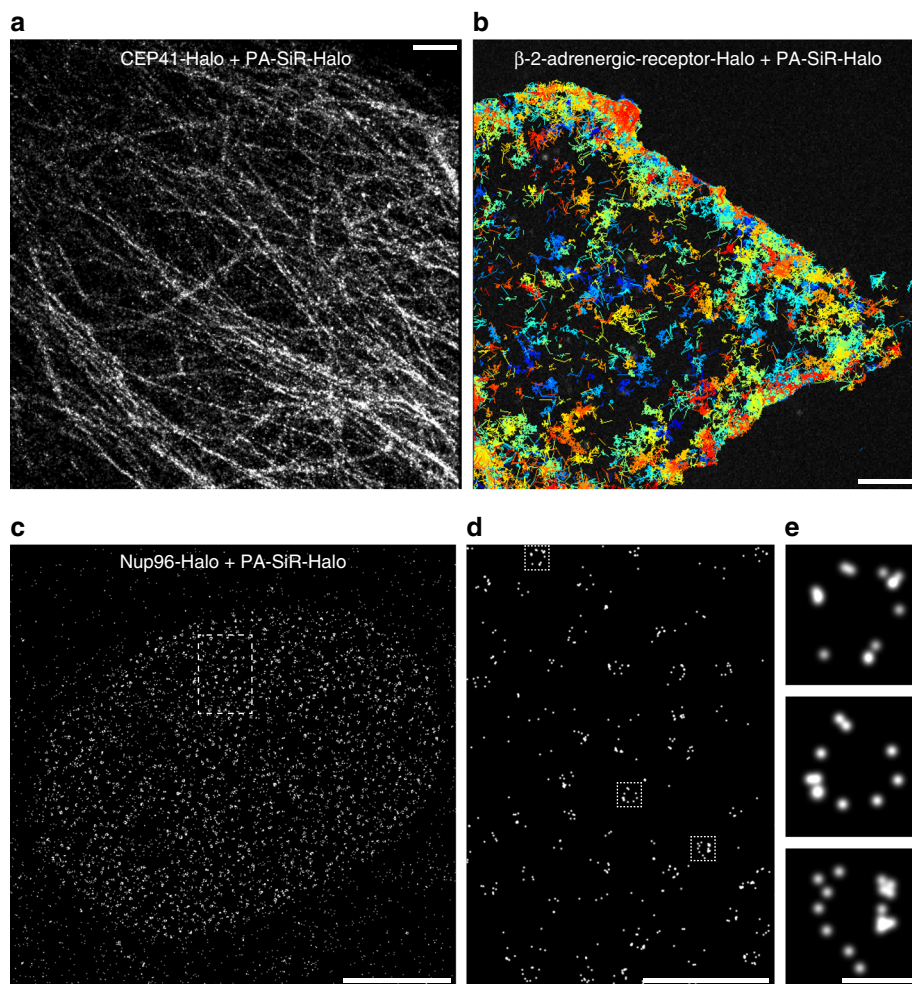 a
CEP41-Halo + PA-SiR-Halo
b
β-2-adrenergic-receptor-Halo + PA-SiR-Halo
c
Nup96-Halo + PA-SiR-Halo
d
e